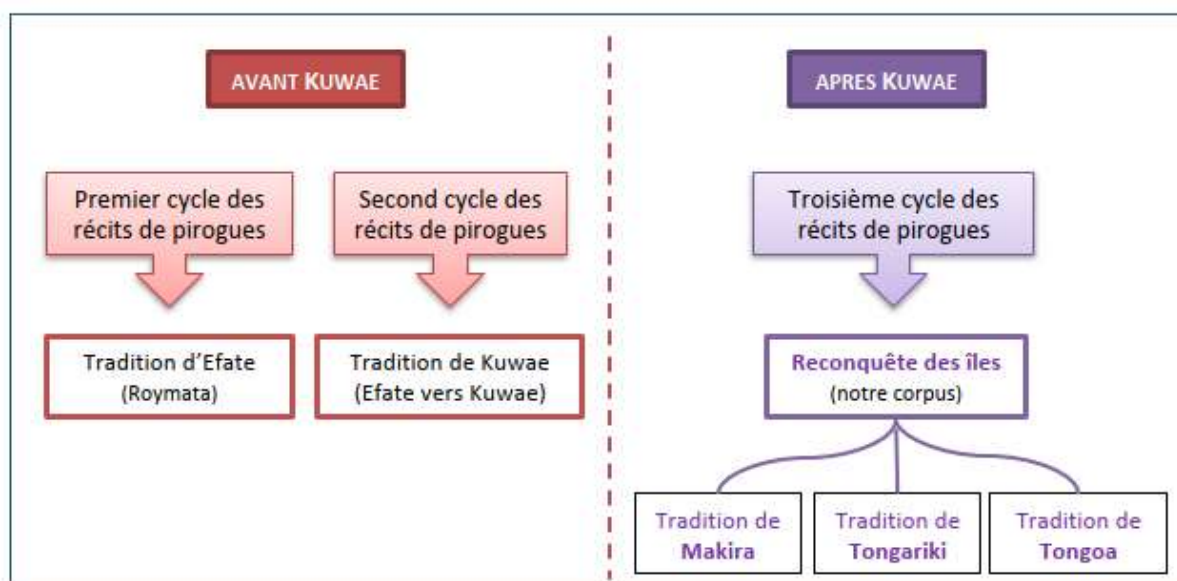 AVANT KUWAE
Premier cycle des
récits de pirogues
Second cycle des
récits de pirogues
Tradition d’Efate
(Roymata)
Tradition de Kuwae
(Efate vers Kuwae)
APRES KUWAE
Troisième cycle des
récits de pirogues
Reconquête des îles
(notre corpus)
Tradition de
Makira
Tradition de
Tongariki
Tradition de
Tongoa